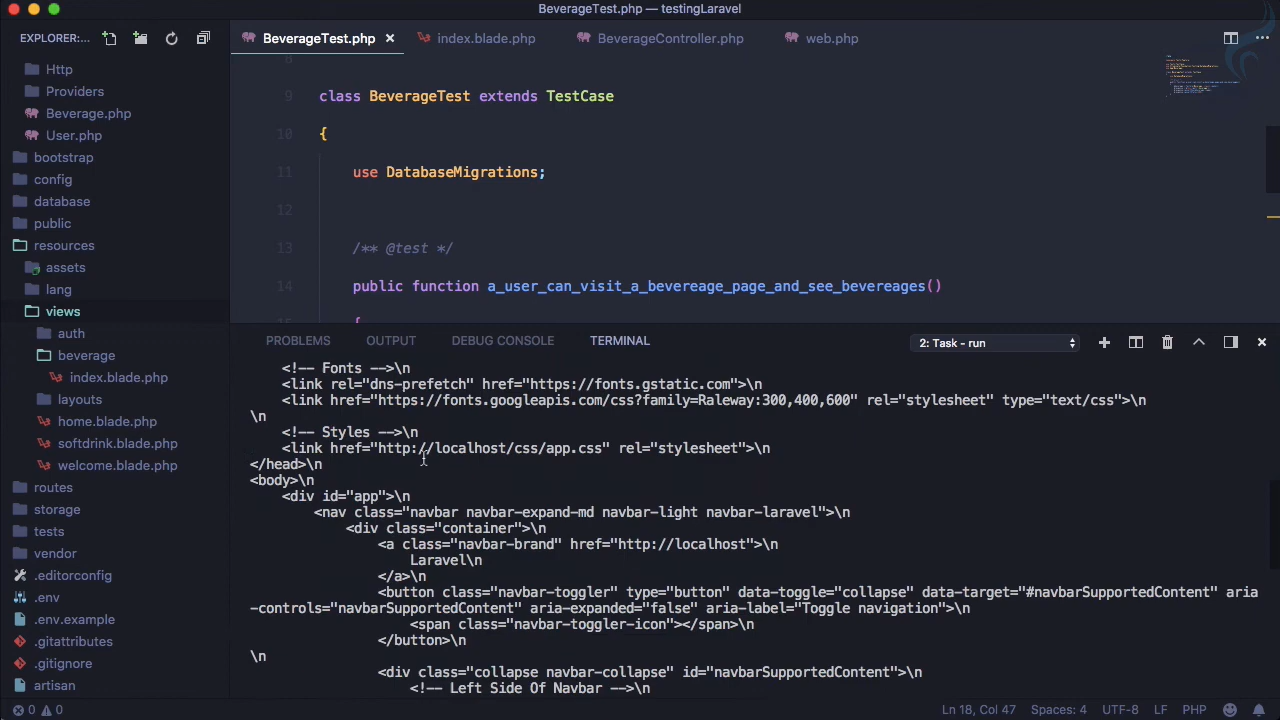 BeverageTest.php — testingLaravel
EXPLORER:...
BeverageTest.php
index.blade.php
BeverageController.php
web.php
Http
Providers
Beverage.php
User.php
bootstrap
config
database
public
resources
assets
lang
views
auth
beverage
index.blade.php
layouts
home.blade.php
softdrink.blade.php
welcome.blade.php
routes
storage
tests
vendor
.editorconfig
.env
.env.example
.gitattributes
.gitignore
artisan
8
9 class BeverageTest extends TestCase
10 {
11 use DatabaseMigrations;
12
13 /** @test */
14 public function a_user_can_visit_a_bevereage_page_and_see_bevereages()
15 {
PROBLEMS OUTPUT DEBUG CONSOLE TERMINAL 2: Task - run
<!-- Fonts -->\n
<link rel="dns-prefetch" href="https://fonts.gstatic.com">\n
<link href="https://fonts.googleapis.com/css?family=Raleway:300,400,600" rel="stylesheet" type="text/css">\n
\n
<!-- Styles -->\n
<link href="http://localhost/css/app.css" rel="stylesheet">\n
</head>\n
<body>\n
<div id="app">\n
<nav class="navbar navbar-expand-md navbar-light navbar-laravel">\n
<div class="container">\n
<a class="navbar-brand" href="http://localhost">\n
Laravel\n
</a>\n
<button class="navbar-toggler" type="button" data-toggle="collapse" data-target="#navbarSupportedContent" aria
-controls="navbarSupportedContent" aria-expanded="false" aria-label="Toggle navigation">\n
<span class="navbar-toggler-icon"></span>\n
</button>\n
\n
<div class="collapse navbar-collapse" id="navbarSupportedContent">\n
<!-- Left Side Of Navbar -->\n
0 0
Ln 18, Col 47 Spaces: 4 UTF-8 LF PHP